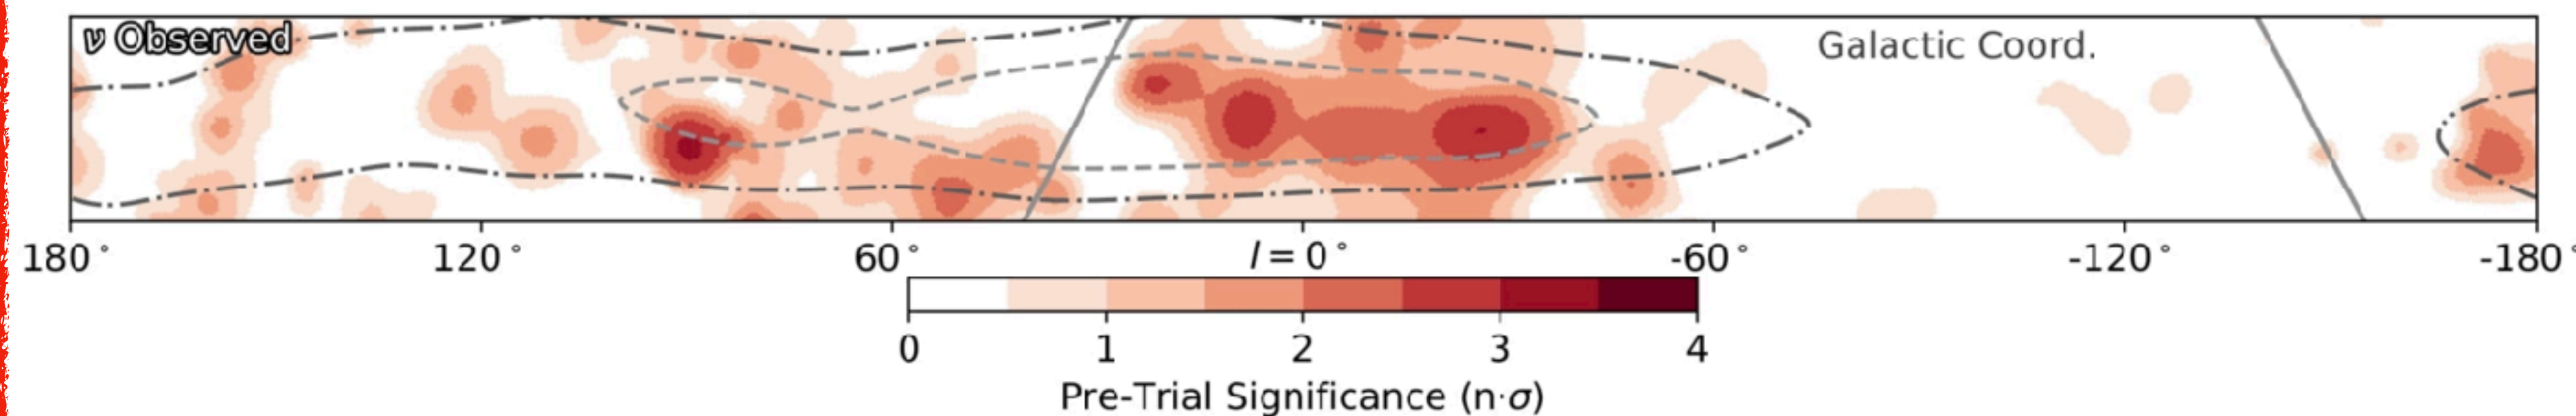 ν Observed
Galactic Coord.
180° 120° 60° l = 0° -60° -120° -180°
0 1 2 3 4
Pre-Trial Significance (n·σ)